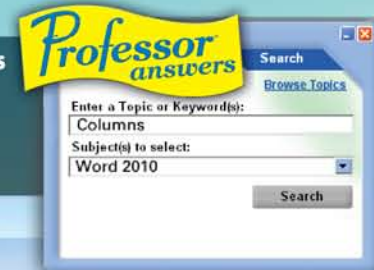 Professor
answers
Search
Browse Topics
Enter a Topic or Keyword(s):
Columns
Subject(s) to select:
Word 2010
Search
s